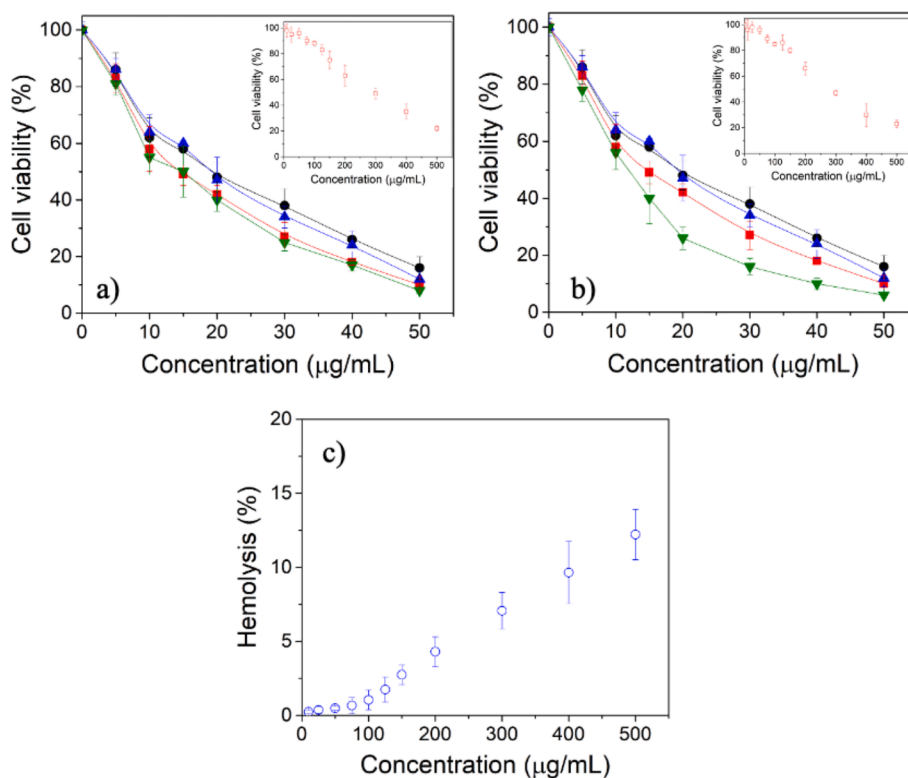 100
80
60
40
20
0
Cell viability (%)
0 10 20 30 40 50
Concentration (μg/mL)
a)
100
80
60
40
20
0
Cell viability (%)
0 100 200 300 400 500
Concentration (μg/mL)
100
80
60
40
20
0
Cell viability (%)
0 10 20 30 40 50
Concentration (μg/mL)
b)
100
80
60
40
20
0
Cell viability (%)
0 100 200 300 400 500
Concentration (μg/mL)
20
15
10
5
0
Hemolysis (%)
c)
0 100 200 300 400 500
Concentration (μg/mL)